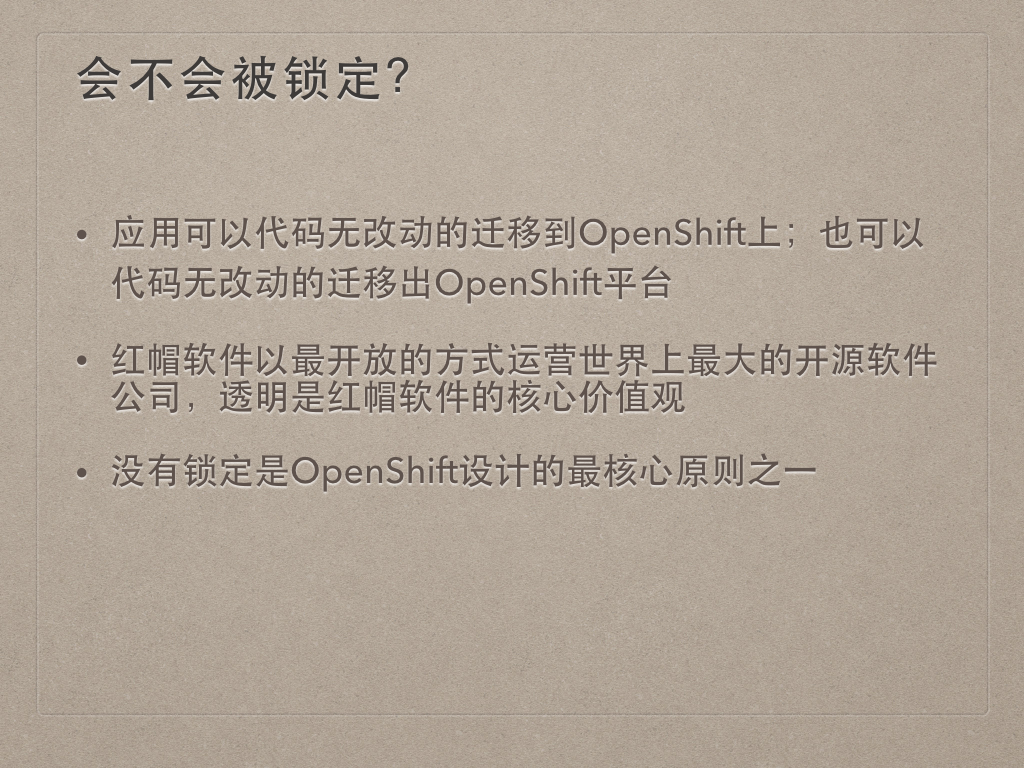 会不会被锁定？
• 应用可以代码无改动的迁移到OpenShift上；也可以
代码无改动的迁移出OpenShift平台
• 红帽软件以最开放的方式运营世界上最大的开源软件
公司，透明是红帽软件的核心价值观
• 没有锁定是OpenShift设计的最核心原则之一